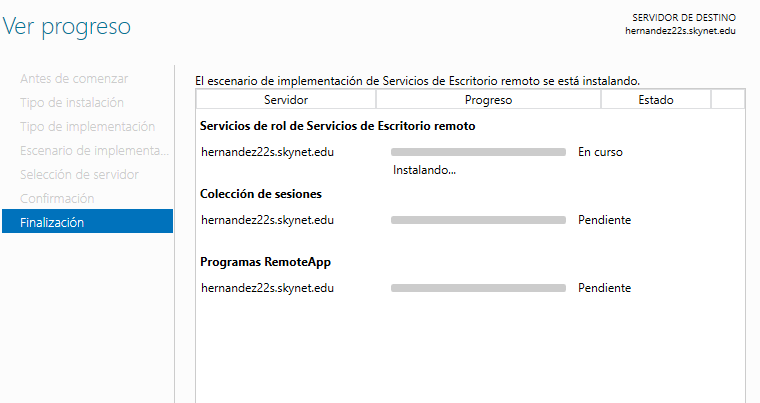 Ver progreso
SERVIDOR DE DESTINO
hernandez22s.skynet.edu
Antes de comenzar
Tipo de instalación
Tipo de implementación
Escenario de implementa...
Selección de servidor
Confirmación
Finalización
El escenario de implementación de Servicios de Escritorio remoto se está instalando.
Servidor Progreso Estado
Servicios de rol de Servicios de Escritorio remoto
hernandez22s.skynet.edu En curso
Instalando...
Colección de sesiones
hernandez22s.skynet.edu Pendiente
Programas RemoteApp
hernandez22s.skynet.edu Pendiente